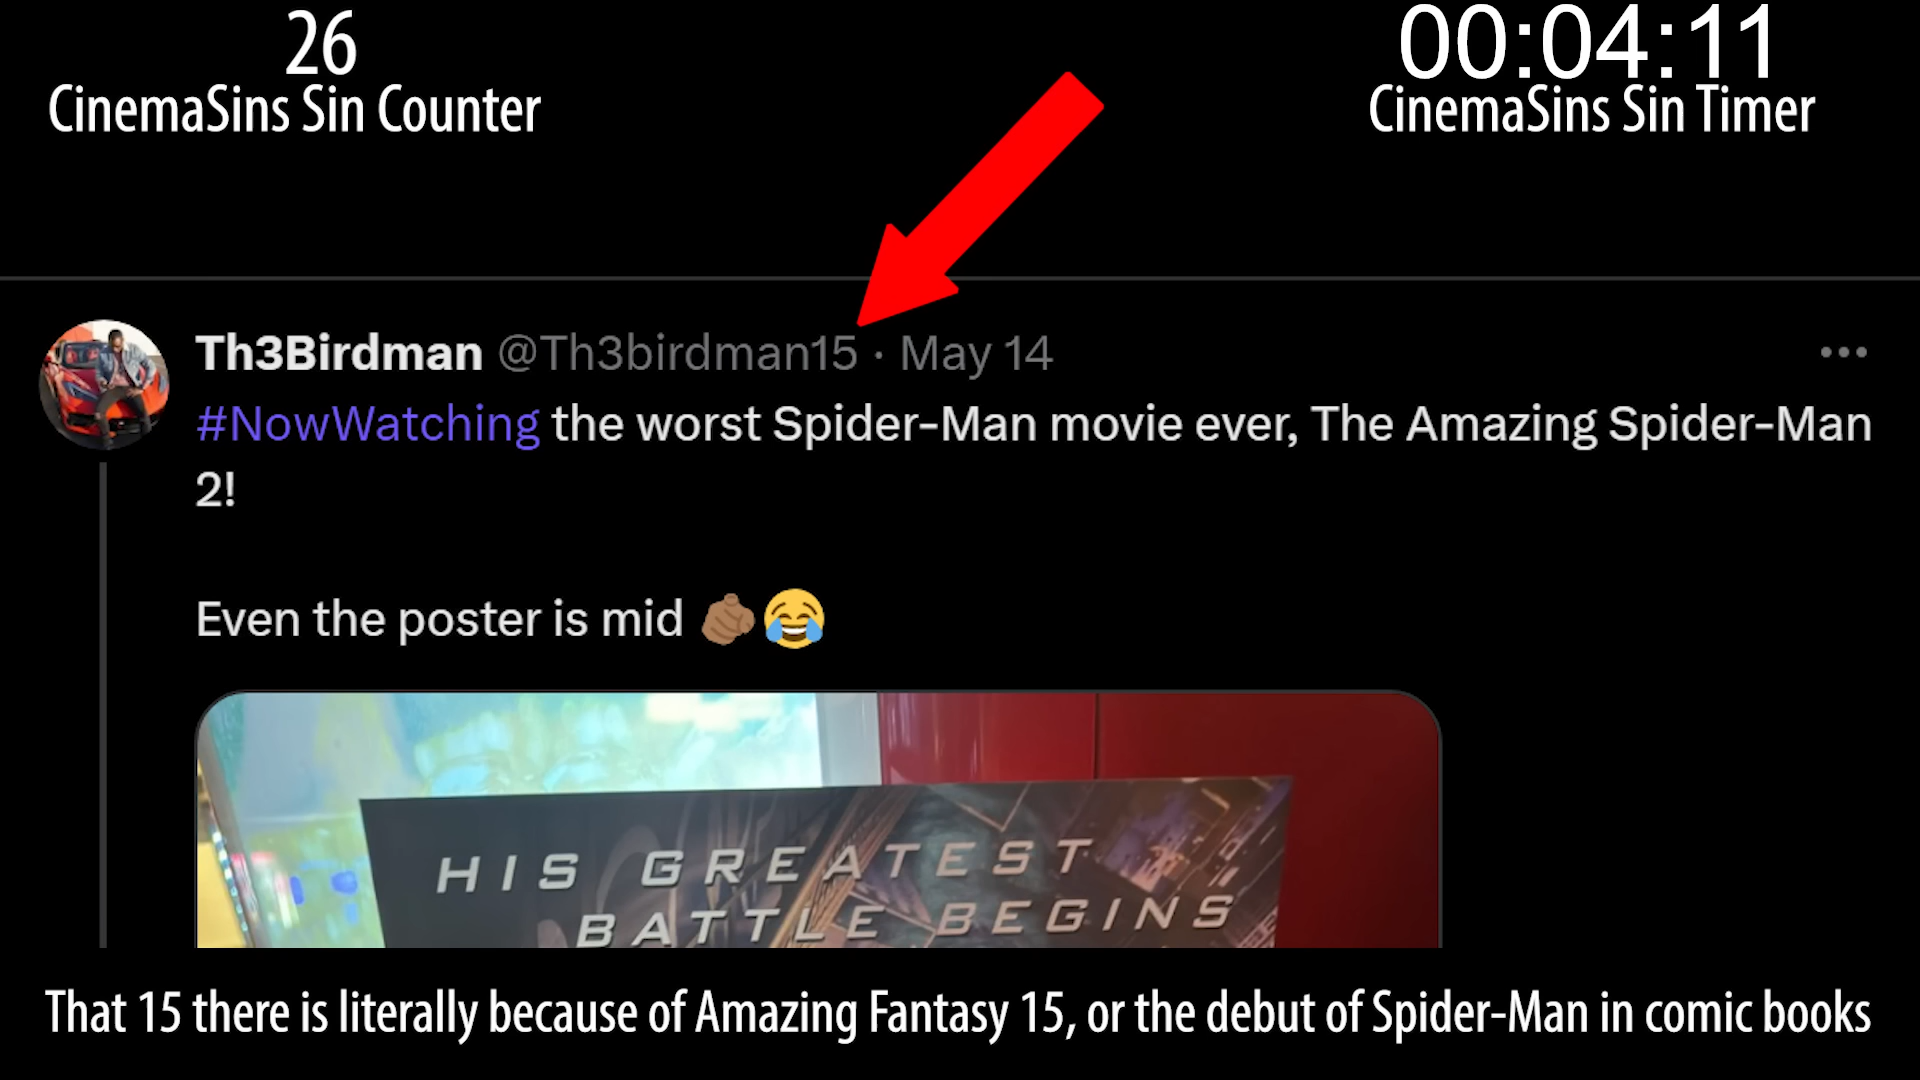 26
CinemaSins Sin Counter
00:04:11
CinemaSins Sin Timer
Th3Birdman @Th3birdman15 · May 14
#NowWatching the worst Spider-Man movie ever, The Amazing Spider-Man
2!
Even the poster is mid 🫵🏽😂
HIS GREATEST
BATTLE BEGINS
That 15 there is literally because of Amazing Fantasy 15, or the debut of Spider-Man in comic books